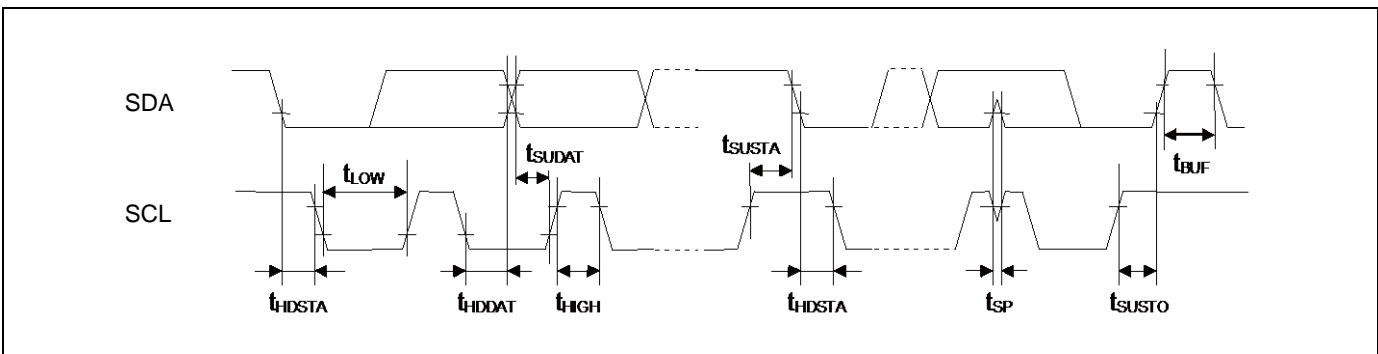 SDA
tSUDAT
tSUSTA
tBUF
tLOW
SCL
tHDSTA
tHDDAT
tHIGH
tHDSTA
tSP
tSUSTO